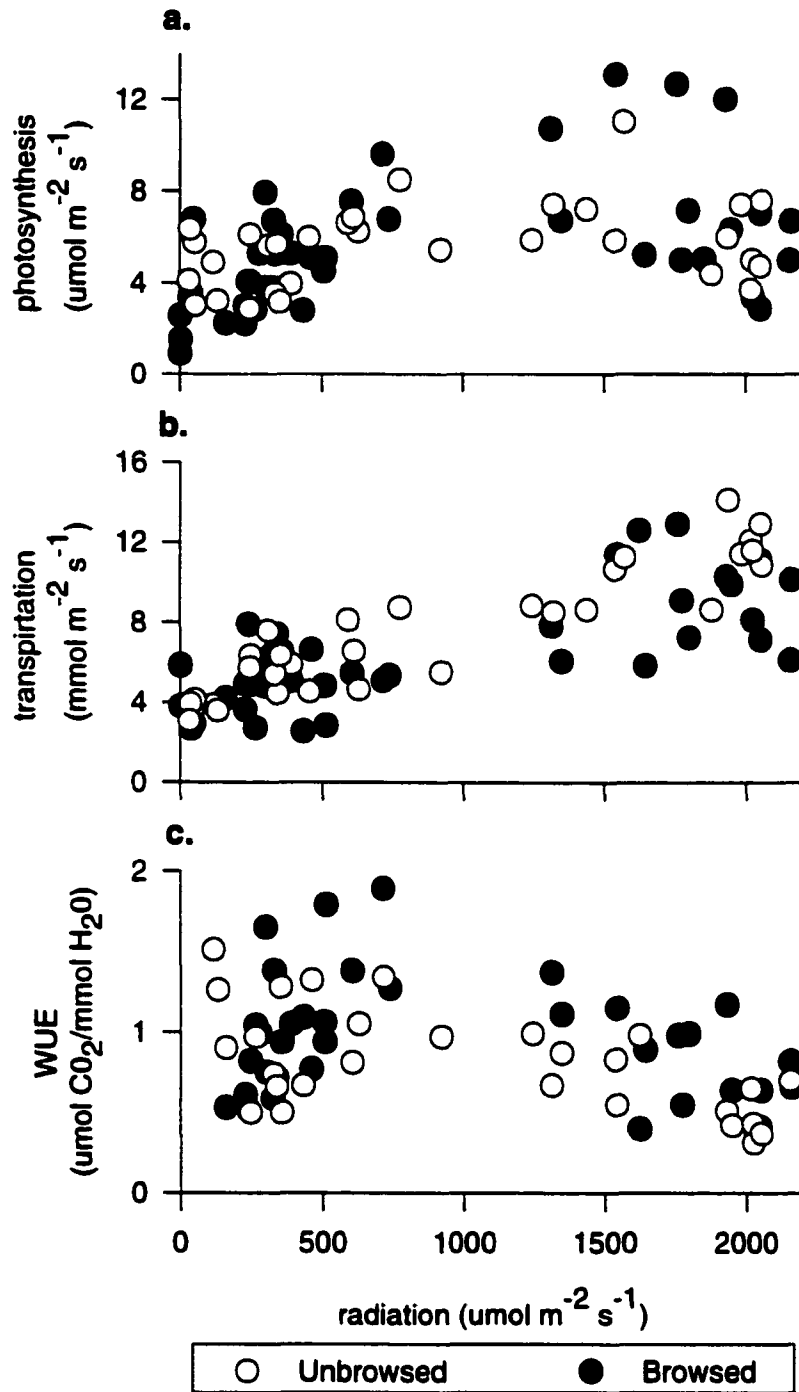 a.
12
8
4
0
photosynthesis
(umol m-2 s-1)
b.
16
12
8
4
0
transpirtation
(mmol m-2 s-1)
c.
2
1
0
WUE
(umol C02/mmol H20)
0 500 1000 1500 2000
radiation (umol m-2 s-1)
Unbrowsed Browsed